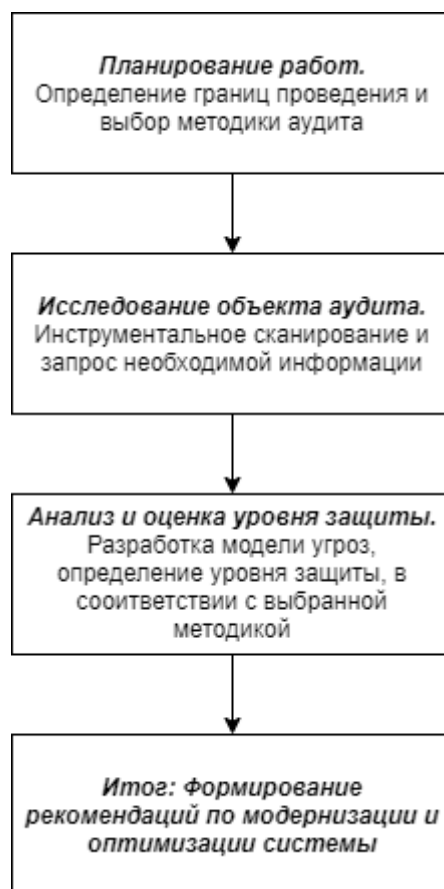 Планирование работ.
Определение границ проведения и
выбор методики аудита
Исследование объекта аудита.
Инструментальное сканирование и
запрос необходимой информации
Анализ и оценка уровня защиты.
Разработка модели угроз,
определение уровня защиты, в
сооитветствии с выбранной
методикой
Итог: Формирование
рекомендаций по модернизации и
оптимизации системы